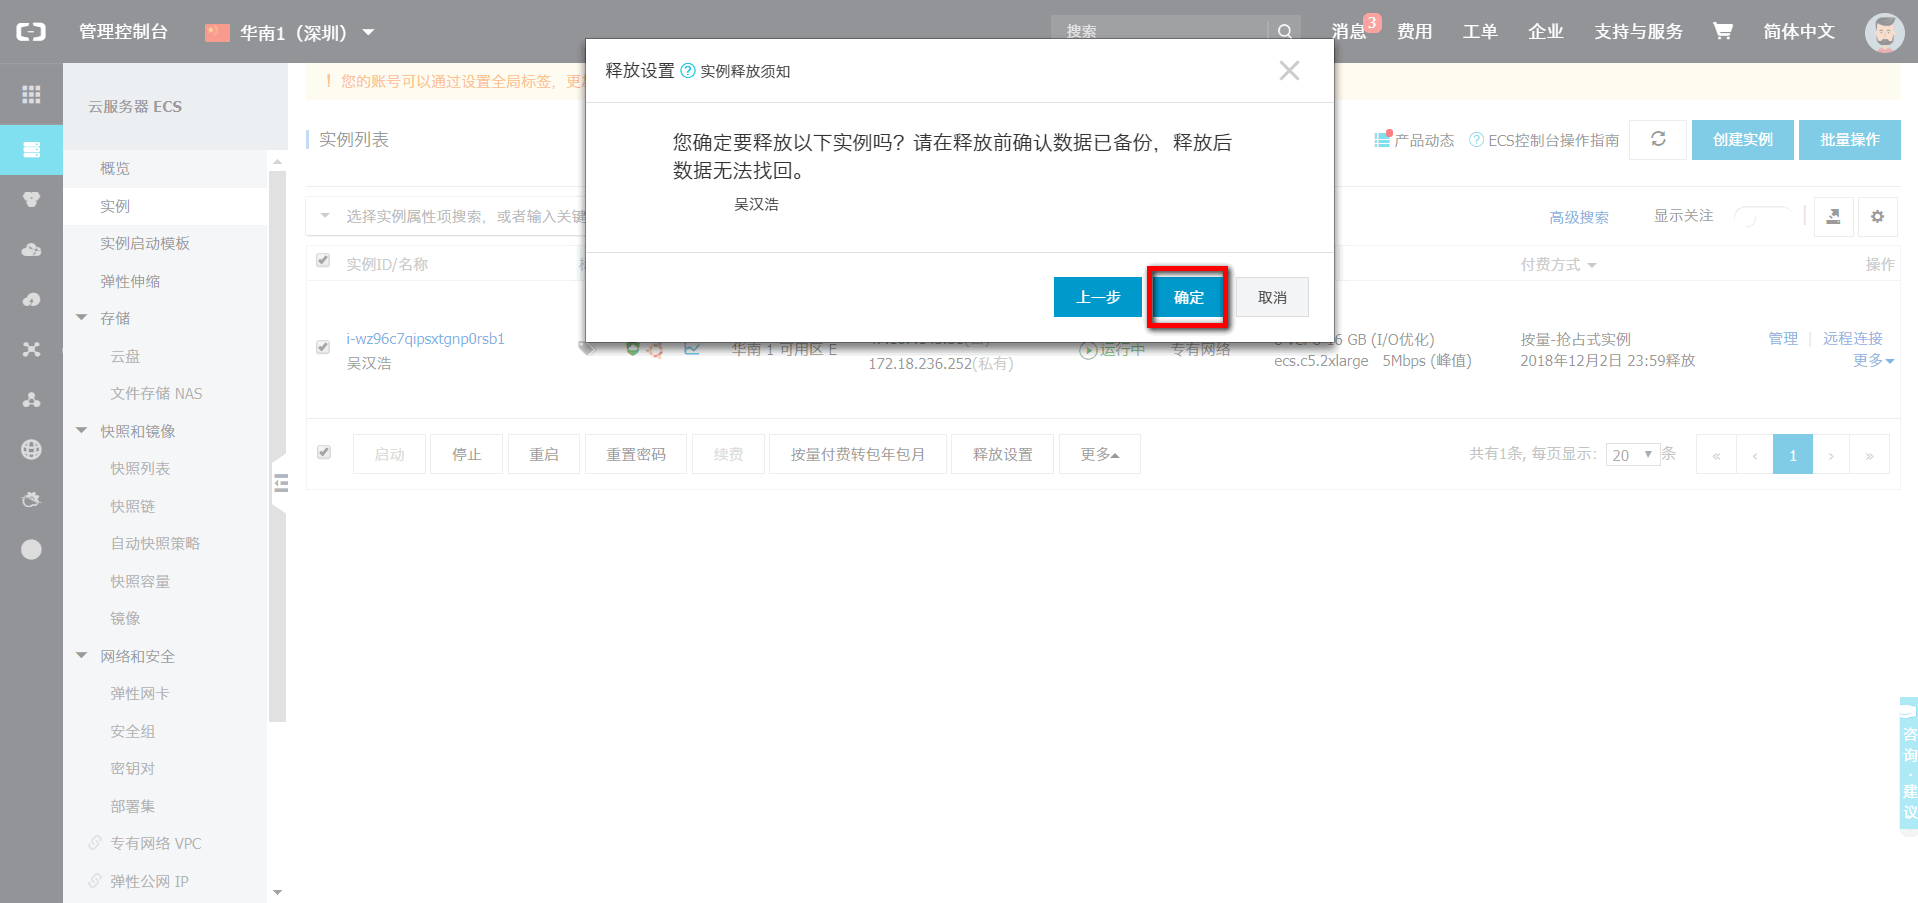 管理控制台
华南1（深圳）
搜索
消息 3
费用
工单
企业
支持与服务
简体中文
您的账号可以通过设置全局标签，更
释放设置 实例释放须知
您确定要释放以下实例吗？请在释放前确认数据已备份，释放后
数据无法找回。
吴汉浩
上一步
确定
取消
云服务器 ECS
概览
实例
实例启动模板
弹性伸缩
存储
云盘
文件存储 NAS
快照和镜像
快照列表
快照链
自动快照策略
快照容量
镜像
网络和安全
弹性网卡
安全组
密钥对
部署集
专有网络 VPC
弹性公网 IP
实例列表
产品动态
ECS控制台操作指南
创建实例
批量操作
选择实例属性项搜索，或者输入关键
高级搜索
显示关注
实例ID/名称
付费方式
操作
i-wz96c7qipsxtgnp0rsb1
吴汉浩
华南 1 可用区 E
172.18.236.252(私有)
运行中
专有网络
GB (I/O优化)
ecs.c5.2xlarge 5Mbps (峰值)
按量-抢占式实例
2018年12月2日 23:59释放
管理
远程连接
更多
启动
停止
重启
重置密码
续费
按量付费转包年包月
释放设置
更多
共有1条, 每页显示: 20 条
« ‹ 1 › »
咨询·建议